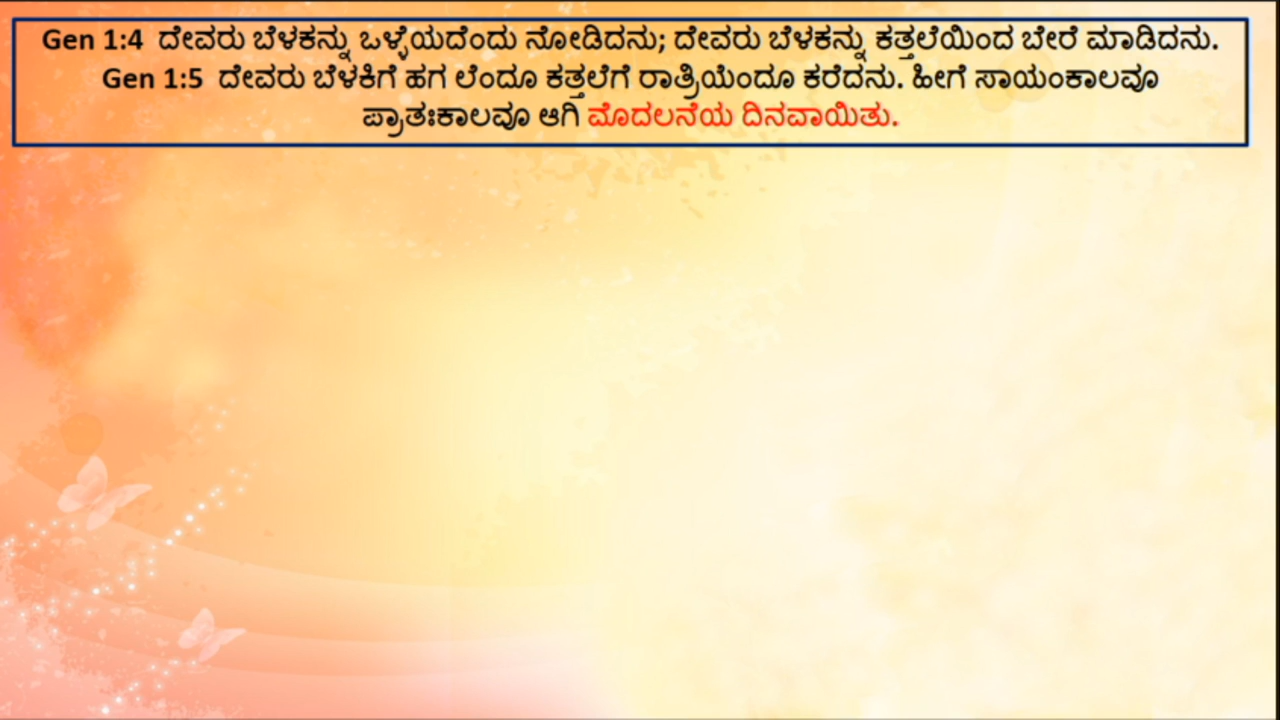 Gen 1:4 ದೇವರು ಬೆಳಕನ್ನು ಒಳ್ಳೆಯದೆಂದು ನೋಡಿದನು; ದೇವರು ಬೆಳಕನ್ನು ಕತ್ತಲೆಯಿಂದ ಬೇರೆ ಮಾಡಿದನು.
Gen 1:5 ದೇವರು ಬೆಳಕಿಗೆ ಹಗ ಲೆಂದೂ ಕತ್ತಲೆಗೆ ರಾತ್ರಿಯೆಂದೂ ಕರೆದನು. ಹೀಗೆ ಸಾಯಂಕಾಲವೂ
ಪ್ರಾತಃಕಾಲವೂ ಆಗಿ ಮೊದಲನೆಯ ದಿನವಾಯಿತು.